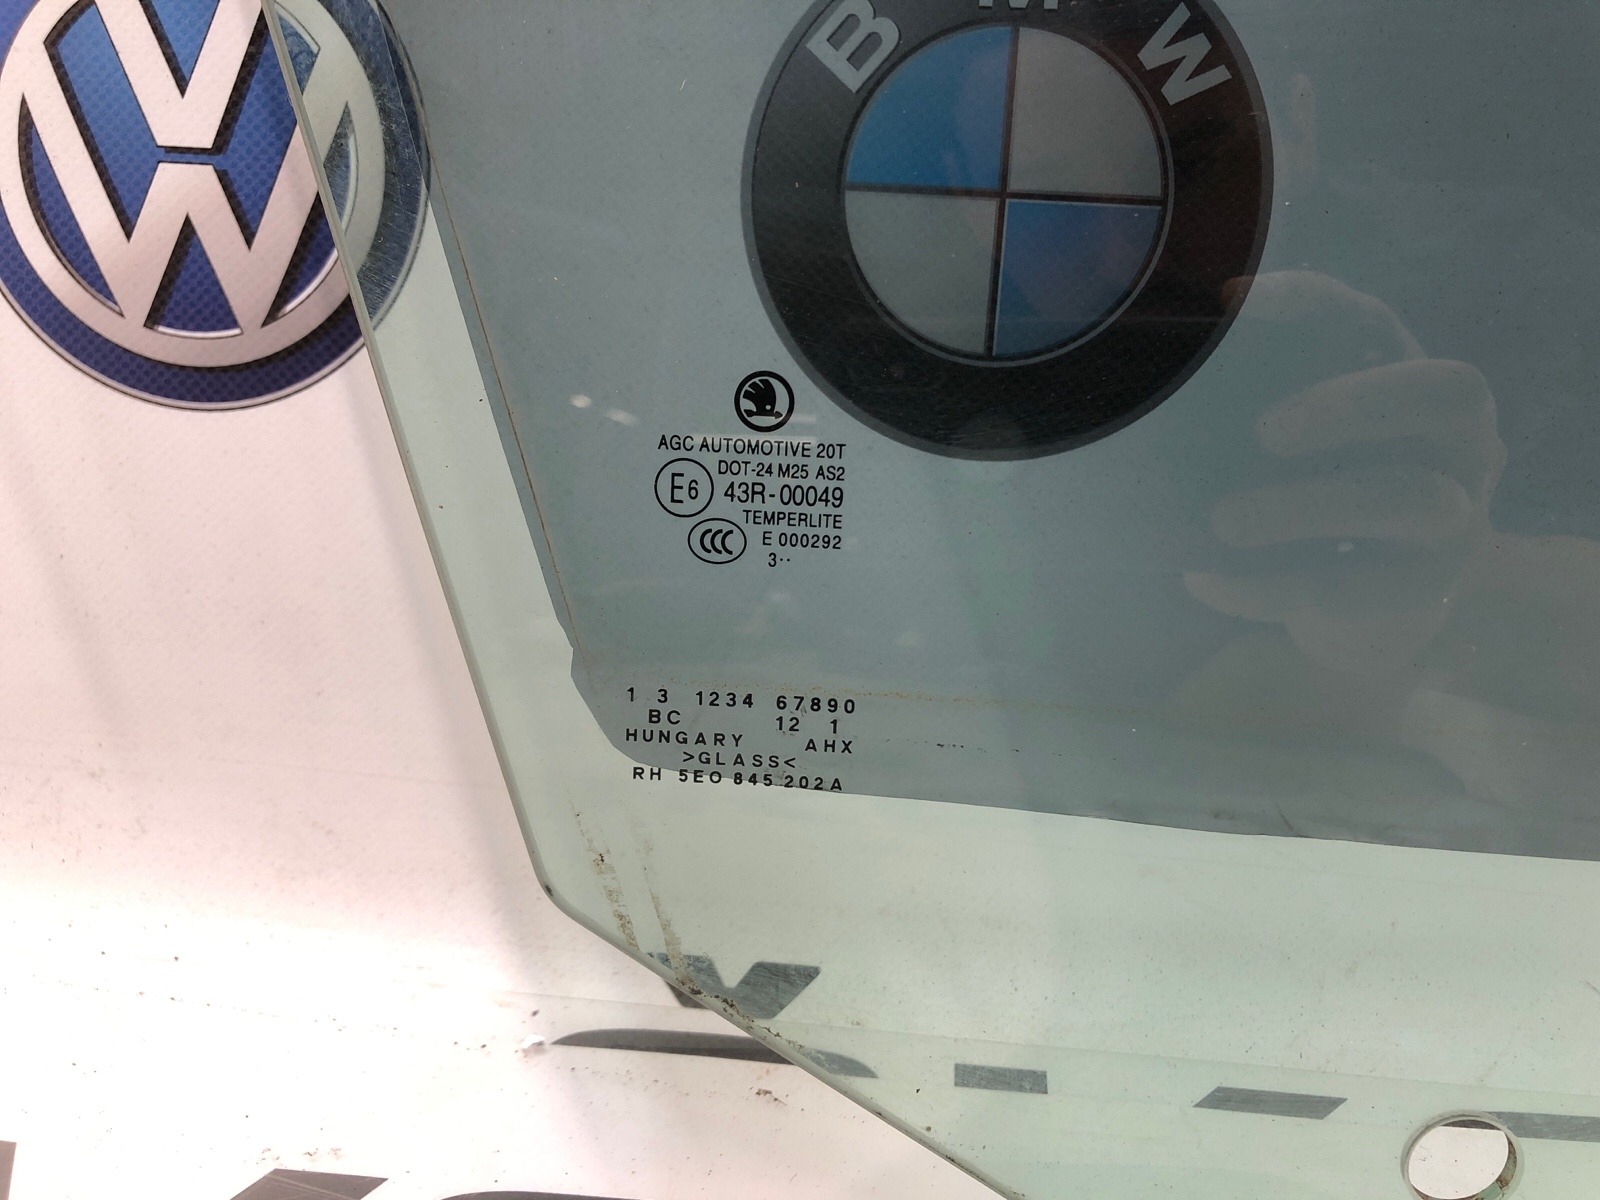 BMW
AGC AUTOMOTIVE 20T
DOT-24 M25 AS2
E6 43R-00049
TEMPERLITE
CCC E 000292
3··
1 3 1234 67890
BC 12 1
HUNGARY AHX
>GLASS<
RH 5E0 845 202A